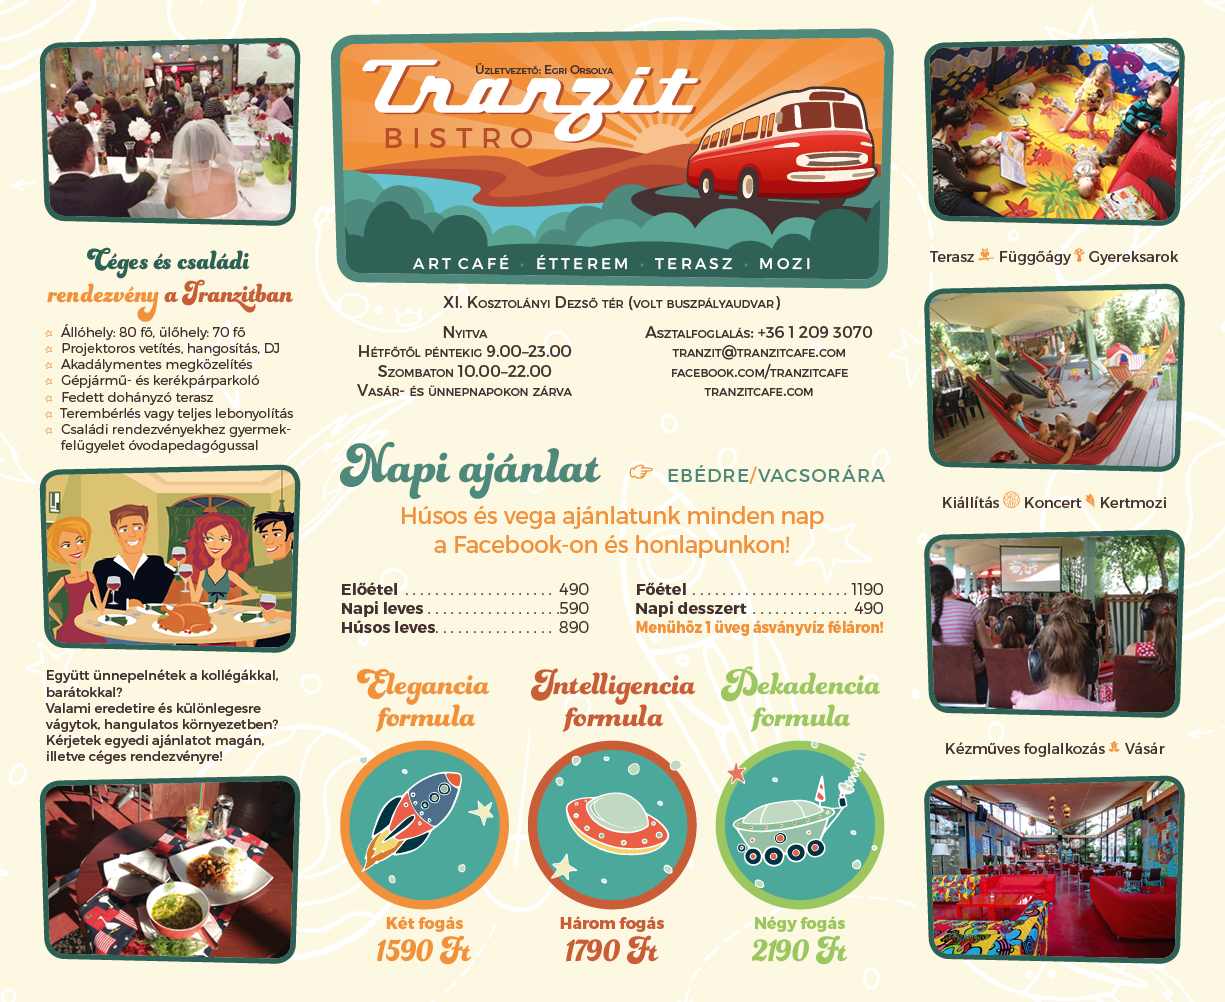 Üzletvezető: Egri Orsolya
Tranzit
BISTRO
ART CAFÉ • ÉTTEREM • TERASZ • MOZI
XI. Kosztolányi Dezső tér (volt buszpályaudvar)
Nyitva
Hétfőtől péntekig 9.00–23.00
Szombaton 10.00–22.00
Vasár- és ünnepnapokon zárva
Asztalfoglalás: +36 1 209 3070
tranzit@tranzitcafe.com
facebook.com/tranzitcafe
tranzitcafe.com
Céges és családi
rendezvény a Tranzitban
Állóhely: 80 fő, ülőhely: 70 fő
Projektoros vetítés, hangosítás, DJ
Akadálymentes megközelítés
Gépjármű- és kerékpárparkoló
Fedett dohányzó terasz
Terembérlés vagy teljes lebonyolítás
Családi rendezvényekhez gyermek-
felügyelet óvodapedagógussal
Együtt ünnepelnétek a kollégákkal,
barátokkal?
Valami eredetire és különlegesre
vágytok, hangulatos környezetben?
Kérjetek egyedi ajánlatot magán,
illetve céges rendezvényre!
Napi ajánlat
EBÉDRE/VACSORÁRA
Húsos és vega ajánlatunk minden nap
a Facebook-on és honlapunkon!
Előétel . . . . . . . . . . . . . . . . . . . . 490
Napi leves . . . . . . . . . . . . . . . . . .590
Húsos leves. . . . . . . . . . . . . . . . 890
Főétel . . . . . . . . . . . . . . . . . . . . . 1190
Napi desszert . . . . . . . . . . . . . 490
Menühöz 1 üveg ásványvíz féláron!
Elegancia
formula
Két fogás
1590 Ft
Intelligencia
formula
Három fogás
1790 Ft
Dekadencia
formula
Négy fogás
2190 Ft
Terasz Függőágy Gyereksarok
Kiállítás Koncert Kertmozi
Kézműves foglalkozás Vásár